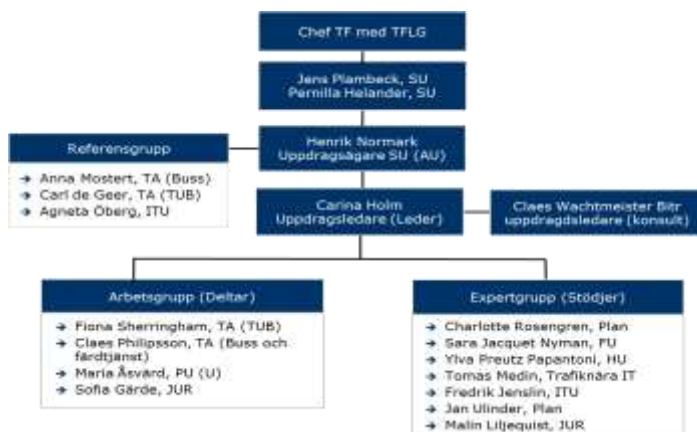 Chef TF med TFLG
Jens Plambeck, SU
Pernilla Helander, SU
Henrik Normark
Uppdragsägare SU (AU)
Referensgrupp
Anna Mostert, TA (Buss)
Carl de Geer, TA (TUB)
Agneta Öberg, ITU
Carina Holm
Uppdragsledare (Leder)
Claes Wachtmeister Bitr
uppdragdsledare (konsult)
Arbetsgrupp (Deltar)
Fiona Sherringham, TA (TUB)
Claes Philipsson, TA (Buss och
färdtjänst)
Maria Åsvärd, PU (U)
Sofia Gärde, JUR
Expertgrupp (Stödjer)
Charlotte Rosengren, Plan
Sara Jacquet Nyman, FU
Ylva Preutz Papantoni, HU
Tomas Medin, Trafiknära IT
Fredrik Jenslin, ITU
Jan Ulinder, Plan
Malin Liljequist, JUR